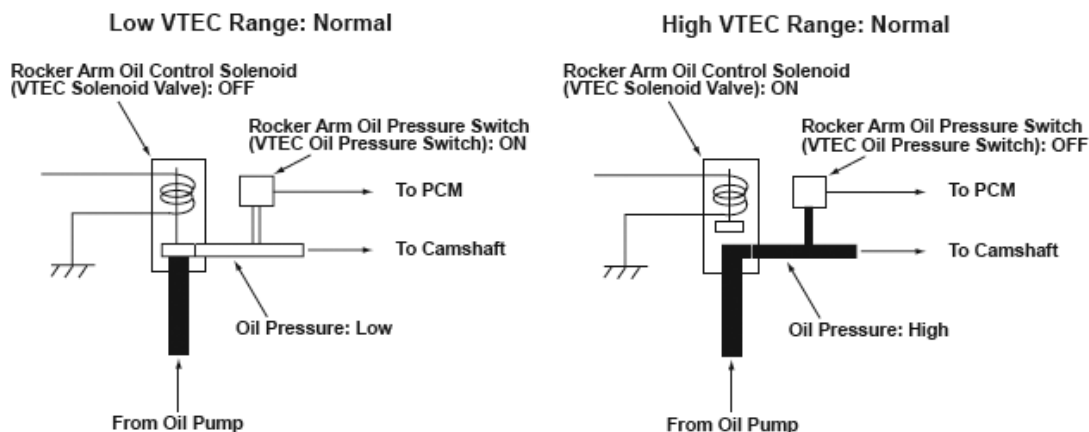 Low VTEC Range: Normal
Rocker Arm Oil Control Solenoid
(VTEC Solenoid Valve): OFF
Rocker Arm Oil Pressure Switch
(VTEC Oil Pressure Switch): ON
To PCM
To Camshaft
Oil Pressure: Low
From Oil Pump
High VTEC Range: Normal
Rocker Arm Oil Control Solenoid
(VTEC Solenoid Valve): ON
Rocker Arm Oil Pressure Switch
(VTEC Oil Pressure Switch): OFF
To PCM
To Camshaft
Oil Pressure: High
From Oil Pump